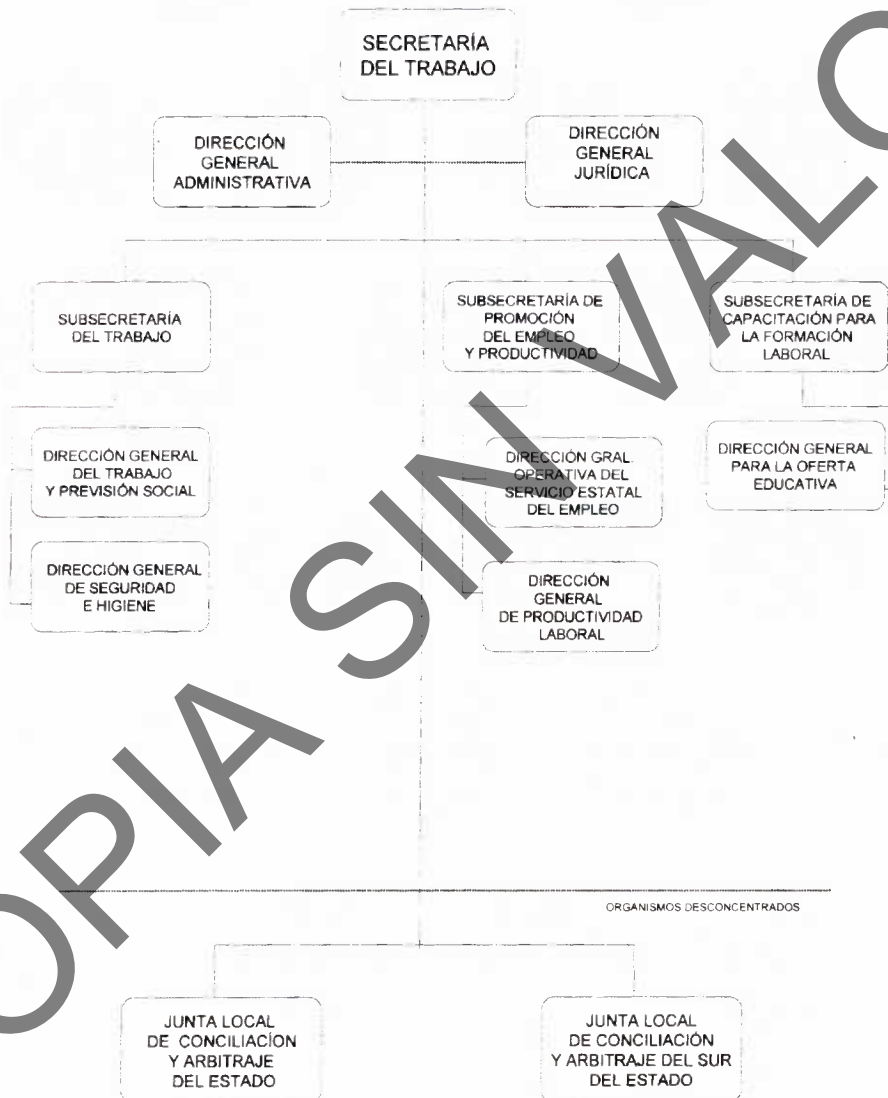 SECRETARÍA
DEL TRABAJO
DIRECCIÓN
GENERAL
ADMINISTRATIVA
DIRECCIÓN
GENERAL
JURÍDICA
SUBSECRETARÍA
DEL TRABAJO
SUBSECRETARÍA DE
PROMOCIÓN
DEL EMPLEO
Y PRODUCTIVIDAD
SUBSECRETARÍA DE
CAPACITACIÓN PARA
LA FORMACIÓN
LABORAL
DIRECCIÓN GENERAL
DEL TRABAJO
Y PREVISIÓN SOCIAL
DIRECCIÓN GRAL.
OPERATIVA DEL
SERVICIO ESTATAL
DEL EMPLEO
DIRECCIÓN GENERAL
PARA LA OFERTA
EDUCATIVA
DIRECCIÓN GENERAL
DE SEGURIDAD
E HIGIENE
DIRECCIÓN
GENERAL
DE PRODUCTIVIDAD
LABORAL
ORGANISMOS DESCONCENTRADOS
JUNTA LOCAL
DE CONCILIACÍON
Y ARBITRAJE
DEL ESTADO
JUNTA LOCAL
DE CONCILIACIÓN
Y ARBITRAJE DEL SUR
DEL ESTADO
OPIA SIN VALO